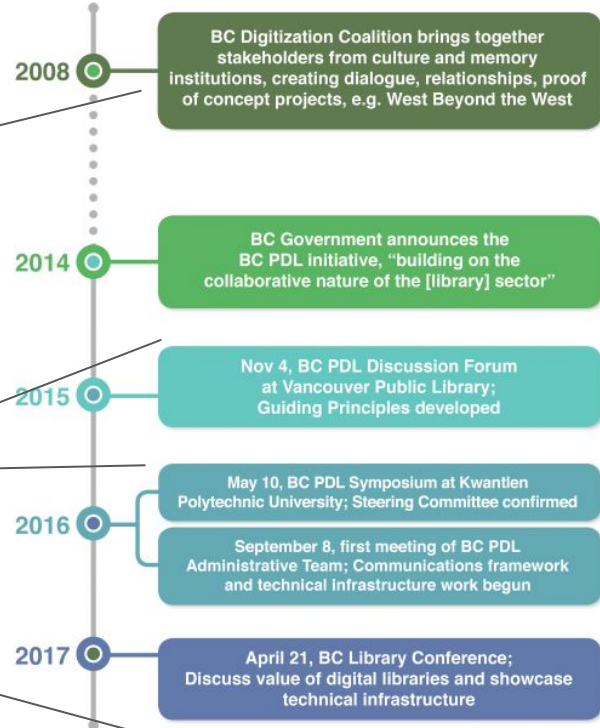 2008
BC Digitization Coalition brings together
stakeholders from culture and memory
institutions, creating dialogue, relationships, proof
of concept projects, e.g. West Beyond the West
2014
BC Government announces the
BC PDL initiative, “building on the
collaborative nature of the [library] sector”
2015
Nov 4, BC PDL Discussion Forum
at Vancouver Public Library;
Guiding Principles developed
2016
May 10, BC PDL Symposium at Kwantlen
Polytechnic University; Steering Committee confirmed
September 8, first meeting of BC PDL
Administrative Team; Communications framework
and technical infrastructure work begun
2017
April 21, BC Library Conference;
Discuss value of digital libraries and showcase
technical infrastructure